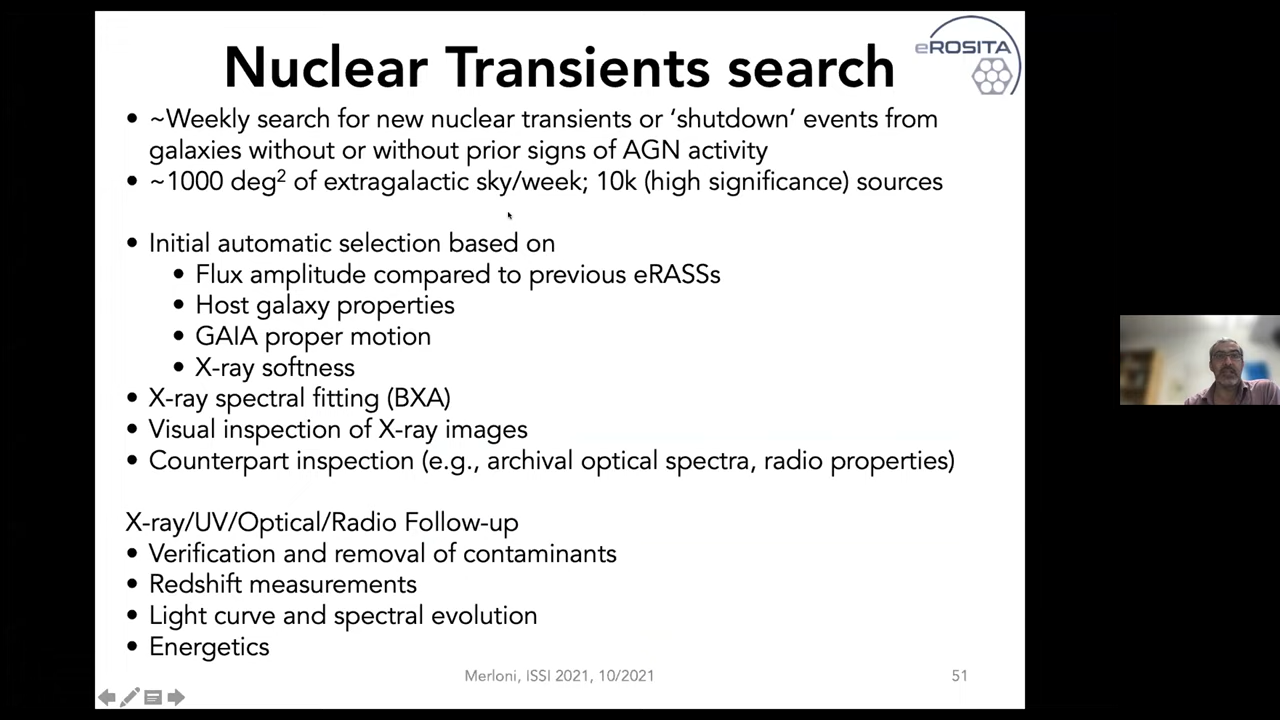 Nuclear Transients search
eROSITA
• ~Weekly search for new nuclear transients or ‘shutdown’ events from
galaxies without or without prior signs of AGN activity
• ~1000 deg² of extragalactic sky/week; 10k (high significance) sources
• Initial automatic selection based on
• Flux amplitude compared to previous eRASSs
• Host galaxy properties
• GAIA proper motion
• X-ray softness
• X-ray spectral fitting (BXA)
• Visual inspection of X-ray images
• Counterpart inspection (e.g., archival optical spectra, radio properties)
X-ray/UV/Optical/Radio Follow-up
• Verification and removal of contaminants
• Redshift measurements
• Light curve and spectral evolution
• Energetics
Merloni, ISSI 2021, 10/2021
51